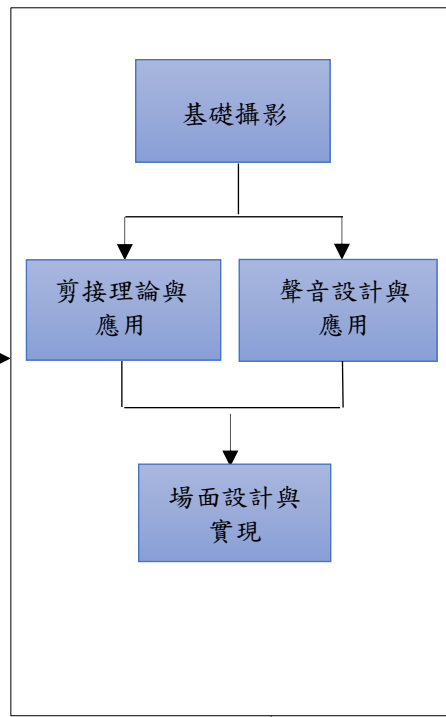 基礎攝影
剪接理論與
應用
聲音設計與
應用
場面設計與
實現